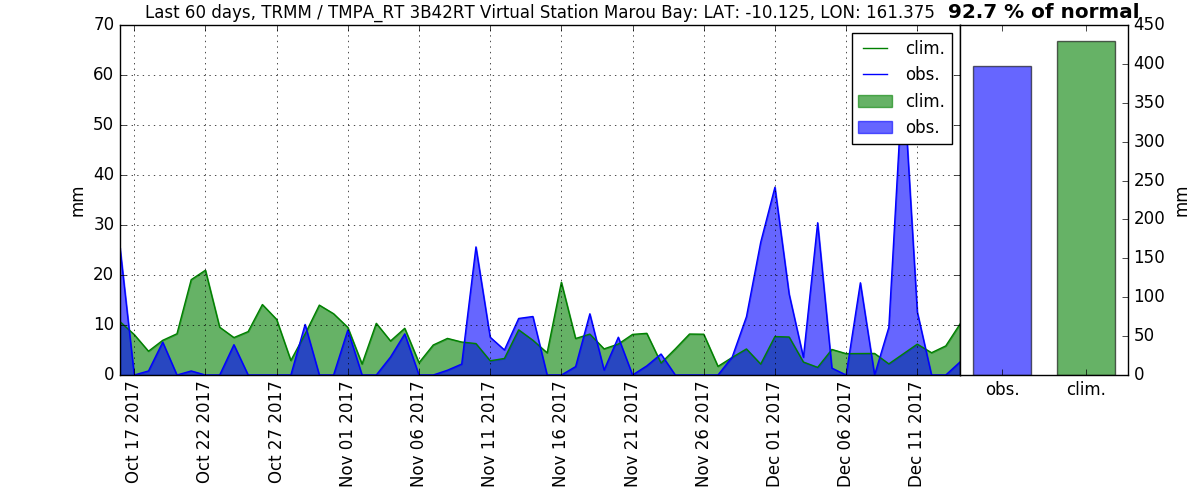 Last 60 days, TRMM / TMPA_RT 3B42RT Virtual Station Marou Bay: LAT: -10.125, LON: 161.375
92.7 % of normal
mm
70
60
50
40
30
20
10
0
clim.
obs.
clim.
obs.
Oct 17 2017
Oct 22 2017
Oct 27 2017
Nov 01 2017
Nov 06 2017
Nov 11 2017
Nov 16 2017
Nov 21 2017
Nov 26 2017
Dec 01 2017
Dec 06 2017
Dec 11 2017
450
400
350
300
250
200
150
100
50
0
mm
obs.
clim.